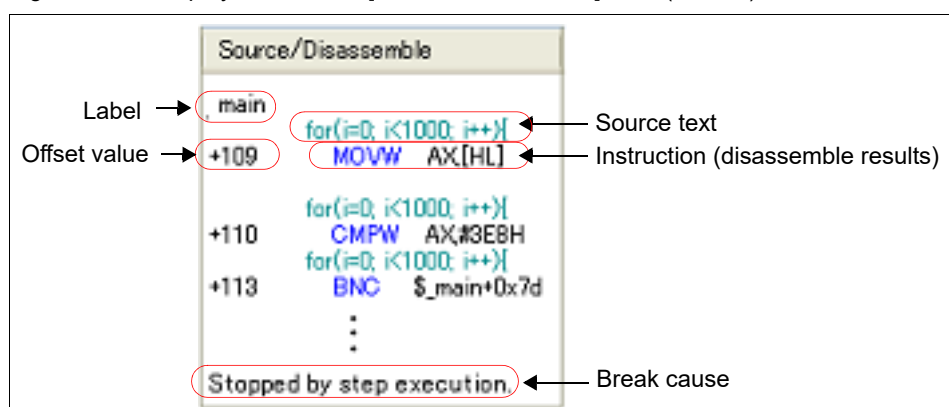 Source/Disassemble
Label
_main
for(i=0; i<1000; i++){
Source text
Offset value
+109 MOVW AX,[HL]
Instruction (disassemble results)
for(i=0; i<1000; i++){
+110 CMPW AX,#3E8H
for(i=0; i<1000; i++){
+113 BNC $_main+0x7d
Stopped by step execution.
Break cause